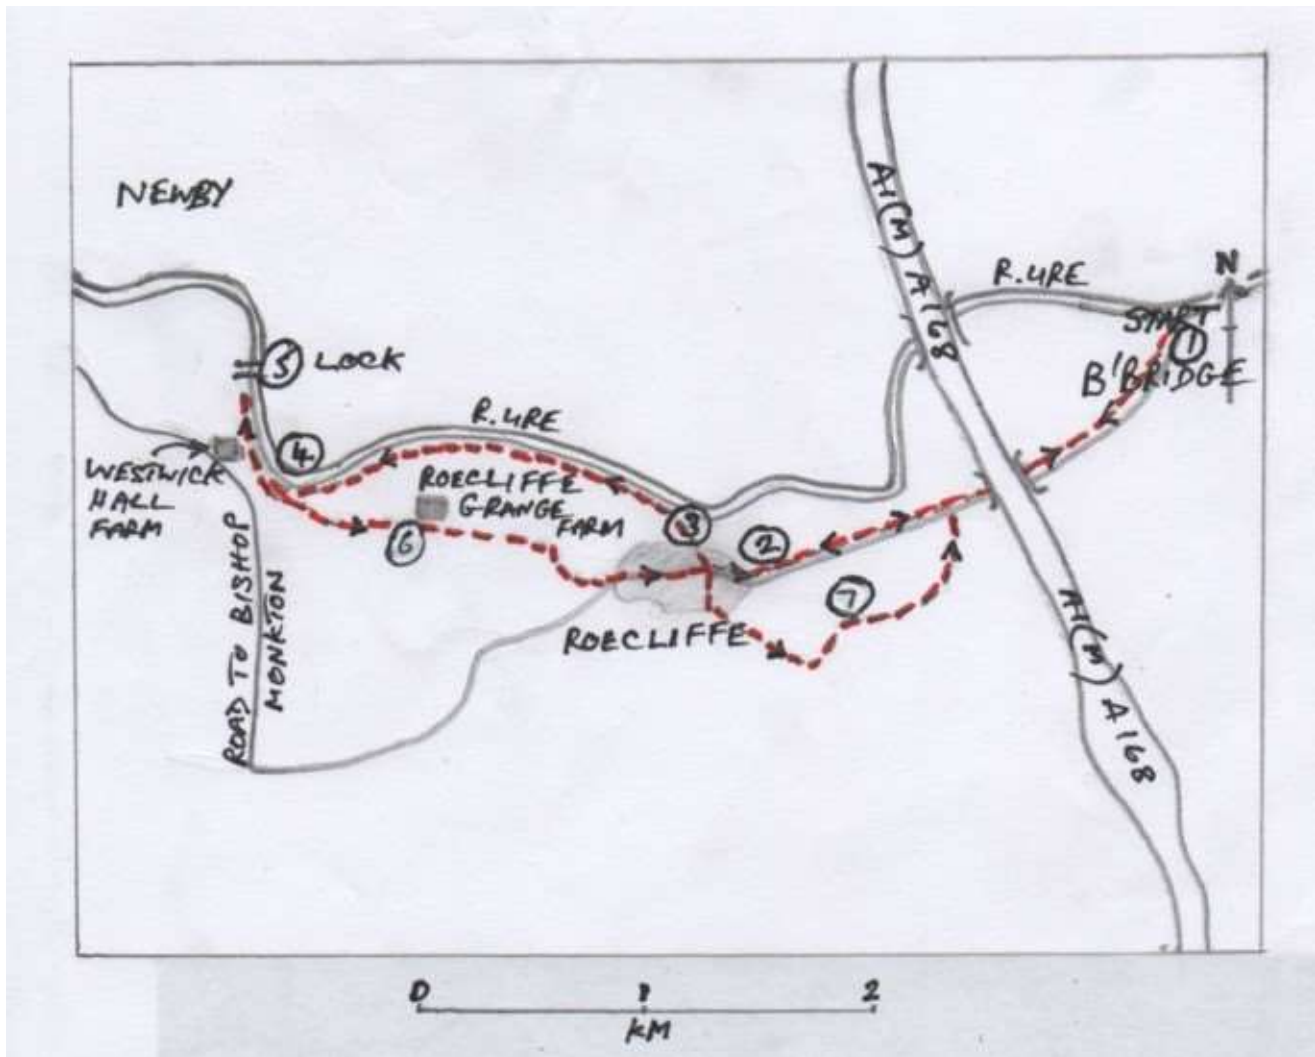 NEWBY
A1(M) A168
R.URE
N
START
1
B'BRIDGE
5 LOCK
R.URE
4
WESTWICK
HALL
FARM
ROECLIFFE
GRANGE
FARM
3
2
6
7
ROECLIFFE
ROAD TO BISHOP
MONKTON
A1(M) A168
0 1 2
KM